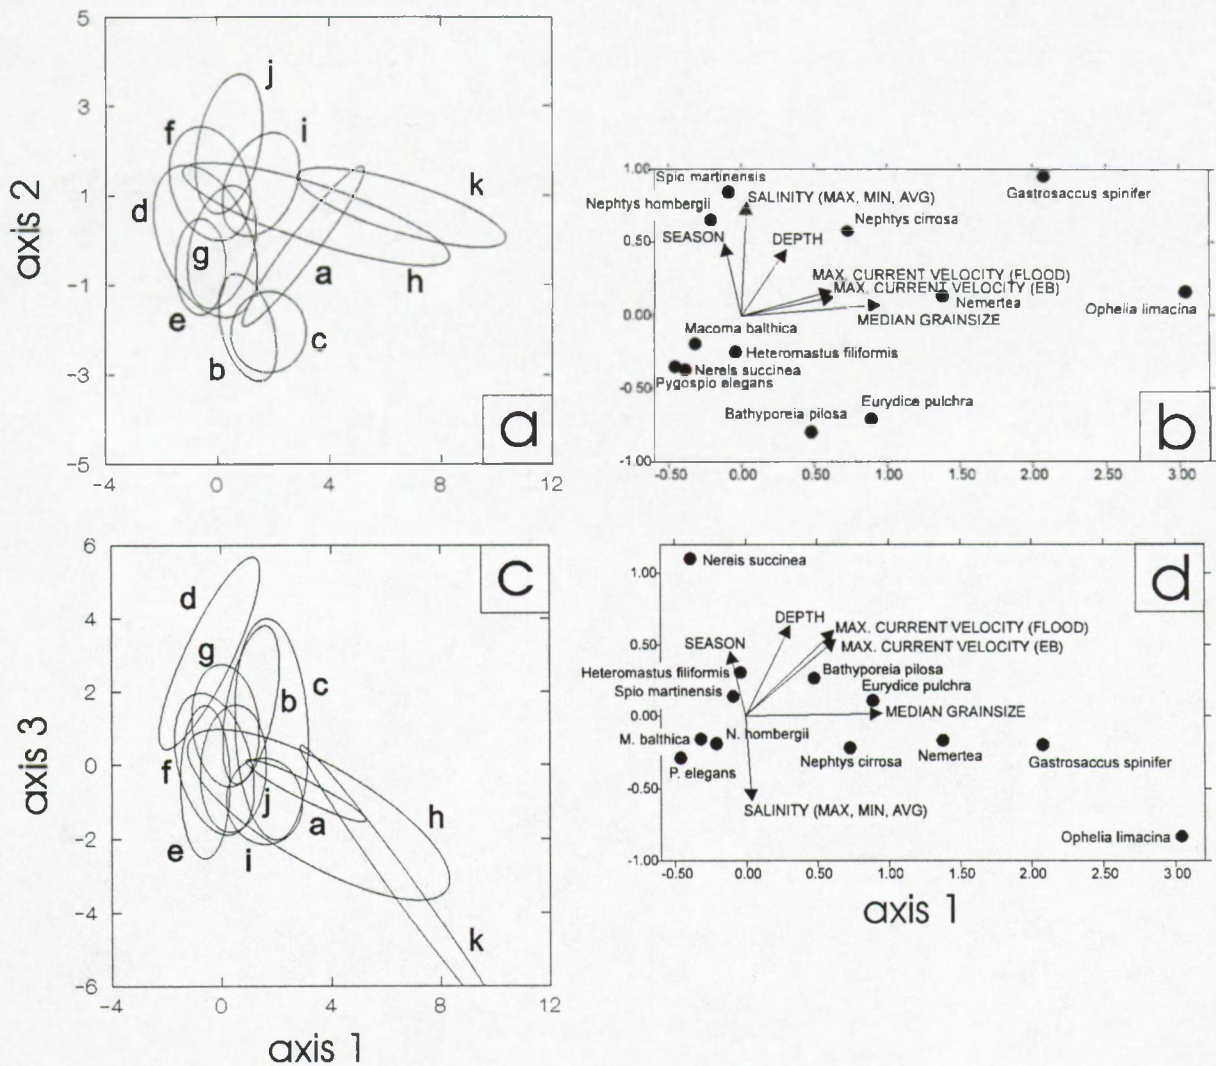 5
3
1
-1
-3
-5
-4
0
4
8
12
axis 2
j
f
i
k
d
g
a
h
e
c
b
a
1.00
0.50
0.00
-0.50
-1.00
-0.50
0.00
0.50
1.00
1.50
2.00
2.50
3.00
Spio martinensis
SALINITY (MAX, MIN, AVG)
Gastrosaccus spinifer
Nephtys hombergii
Nephtys cirrosa
SEASON
DEPTH
MAX. CURRENT VELOCITY (FLOOD)
MAX. CURRENT VELOCITY (EB)
Nemertea
Ophelia limacina
MEDIAN GRAINSIZE
Macoma balthica
Heteromastus filiformis
Nereis succinea
Pygospio elegans
Eurydice pulchra
Bathyporeia pilosa
b
6
4
2
0
-2
-4
-6
-4
0
4
8
12
axis 3
axis 1
c
d
g
b
c
f
j
a
h
e
i
k
1.00
0.50
0.00
-0.50
-1.00
-0.50
0.00
0.50
1.00
1.50
2.00
2.50
3.00
axis 1
d
Nereis succinea
DEPTH
MAX. CURRENT VELOCITY (FLOOD)
SEASON
MAX. CURRENT VELOCITY (EB)
Heteromastus filiformis
Bathyporeia pilosa
Spio martinensis
Eurydice pulchra
MEDIAN GRAINSIZE
M. balthica
N. hombergii
P. elegans
Nephtys cirrosa
Nemertea
Gastrosaccus spinifer
SALINITY (MAX, MIN, AVG)
Ophelia limacina